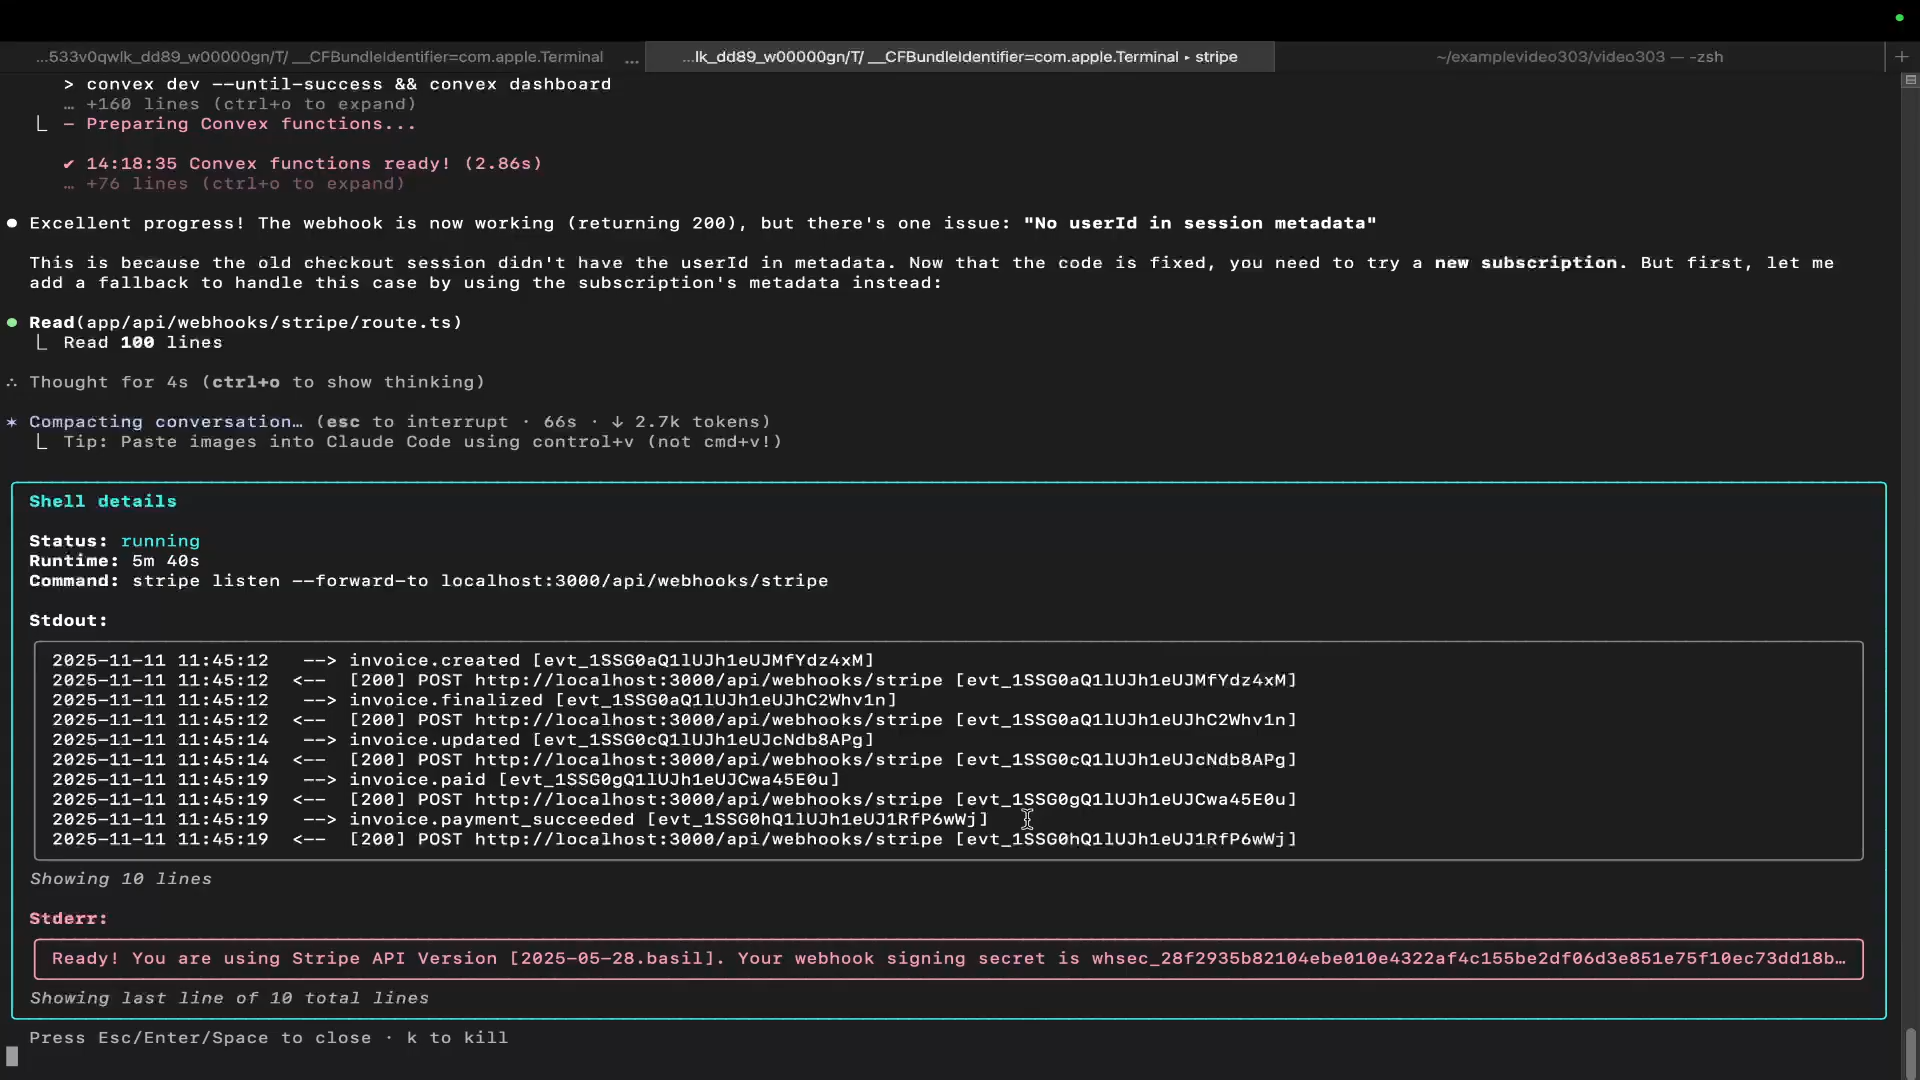 ...533v0qwlk_dd89_w00000gn/T/ __CFBundleIdentifier=com.apple.Terminal ... ...lk_dd89_w00000gn/T/ __CFBundleIdentifier=com.apple.Terminal ▸ stripe ~/examplevideo303/video303 — -zsh +
> convex dev --until-success && convex dashboard
… +160 lines (ctrl+o to expand)
⎿ – Preparing Convex functions...
✔ 14:18:35 Convex functions ready! (2.86s)
… +76 lines (ctrl+o to expand)
● Excellent progress! The webhook is now working (returning 200), but there's one issue: "No userId in session metadata"
This is because the old checkout session didn't have the userId in metadata. Now that the code is fixed, you need to try a new subscription. But first, let me
add a fallback to handle this case by using the subscription's metadata instead:
● Read(app/api/webhooks/stripe/route.ts)
⎿ Read 100 lines
∴ Thought for 4s (ctrl+o to show thinking)
✶ Compacting conversation… (esc to interrupt · 66s · ↓ 2.7k tokens)
⎿ Tip: Paste images into Claude Code using control+v (not cmd+v!)
Shell details
Status: running
Runtime: 5m 40s
Command: stripe listen --forward-to localhost:3000/api/webhooks/stripe
Stdout:
2025-11-11 11:45:12 --> invoice.created [evt_1SSG0aQ1lUJh1eUJMfYdz4xM]
2025-11-11 11:45:12 <-- [200] POST http://localhost:3000/api/webhooks/stripe [evt_1SSG0aQ1lUJh1eUJMfYdz4xM]
2025-11-11 11:45:12 --> invoice.finalized [evt_1SSG0aQ1lUJh1eUJhC2Whv1n]
2025-11-11 11:45:12 <-- [200] POST http://localhost:3000/api/webhooks/stripe [evt_1SSG0aQ1lUJh1eUJhC2Whv1n]
2025-11-11 11:45:14 --> invoice.updated [evt_1SSG0cQ1lUJh1eUJcNdb8APg]
2025-11-11 11:45:14 <-- [200] POST http://localhost:3000/api/webhooks/stripe [evt_1SSG0cQ1lUJh1eUJcNdb8APg]
2025-11-11 11:45:19 --> invoice.paid [evt_1SSG0gQ1lUJh1eUJCwa45E0u]
2025-11-11 11:45:19 <-- [200] POST http://localhost:3000/api/webhooks/stripe [evt_1SSG0gQ1lUJh1eUJCwa45E0u]
2025-11-11 11:45:19 --> invoice.payment_succeeded [evt_1SSG0hQ1lUJh1eUJ1RfP6wWj]
2025-11-11 11:45:19 <-- [200] POST http://localhost:3000/api/webhooks/stripe [evt_1SSG0hQ1lUJh1eUJ1RfP6wWj]
Showing 10 lines
Stderr:
Ready! You are using Stripe API Version [2025-05-28.basil]. Your webhook signing secret is whsec_28f2935b82104ebe010e4322af4c155be2df06d3e851e75f10ec73dd18b…
Showing last line of 10 total lines
Press Esc/Enter/Space to close · k to kill